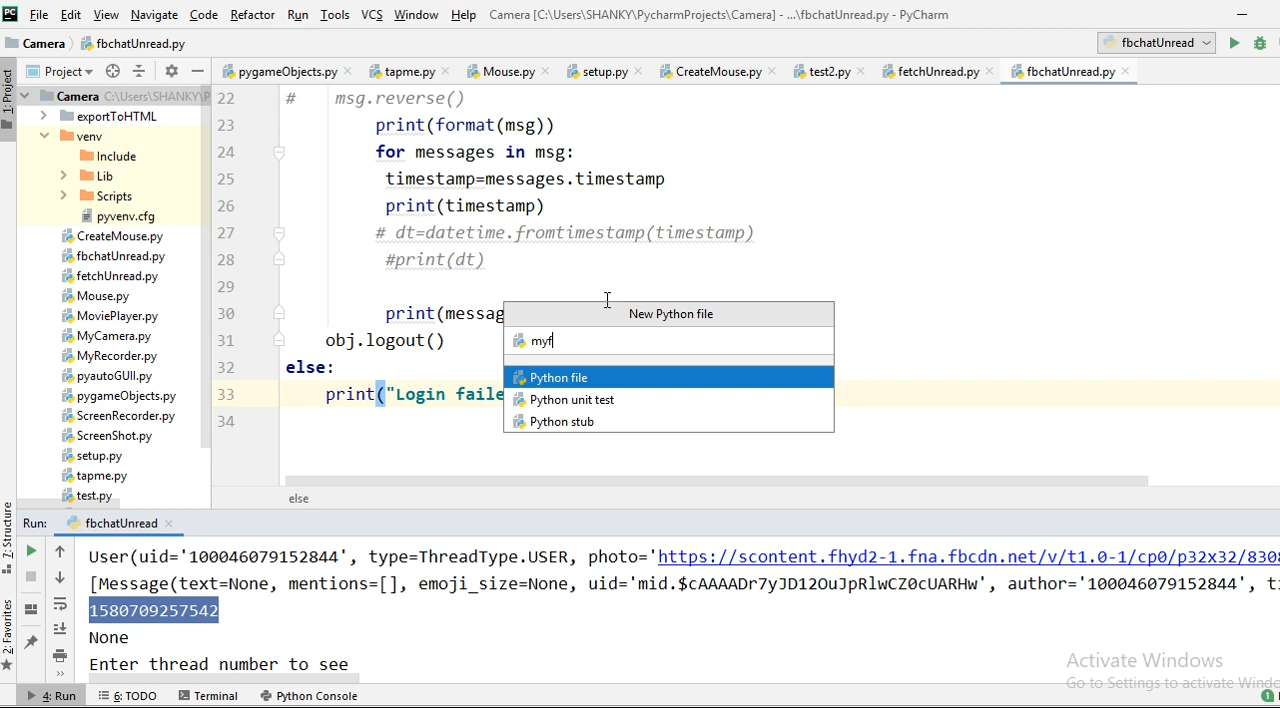 File Edit View Navigate Code Refactor Run Tools VCS Window Help Camera [C:\Users\SHANKY\PycharmProjects\Camera] - ...\fbchatUnread.py - PyCharm
Camera fbchatUnread.py fbchatUnread
Project pygameObjects.py tapme.py Mouse.py setup.py CreateMouse.py test2.py fetchUnread.py fbchatUnread.py
1: Project
Camera C:\Users\SHANKY\P
exportToHTML
venv
Include
Lib
Scripts
pyvenv.cfg
CreateMouse.py
fbchatUnread.py
fetchUnread.py
Mouse.py
MoviePlayer.py
MyCamera.py
MyRecorder.py
pyautoGUII.py
pygameObjects.py
ScreenRecorder.py
ScreenShot.py
setup.py
tapme.py
test.py
22 # msg.reverse()
23 print(format(msg))
24 for messages in msg:
25 timestamp=messages.timestamp
26 print(timestamp)
27 # dt=datetime.fromtimestamp(timestamp)
28 #print(dt)
29
30 print(messag
31 obj.logout()
32 else:
33 print("Login faile
34
New Python file
myf
Python file
Python unit test
Python stub
else
Z: Structure
2: Favorites
Run: fbchatUnread
User(uid='100046079152844', type=ThreadType.USER, photo='https://scontent.fhyd2-1.fna.fbcdn.net/v/t1.0-1/cp0/p32x32/830
[Message(text=None, mentions=[], emoji_size=None, uid='mid.$cAAAADr7yJD12OuJpRlwCZ0cUARHw', author='100046079152844', ti
1580709257542
None
Enter thread number to see
Activate Windows
Go to Settings to activate Windo
4: Run 6: TODO Terminal Python Console 1